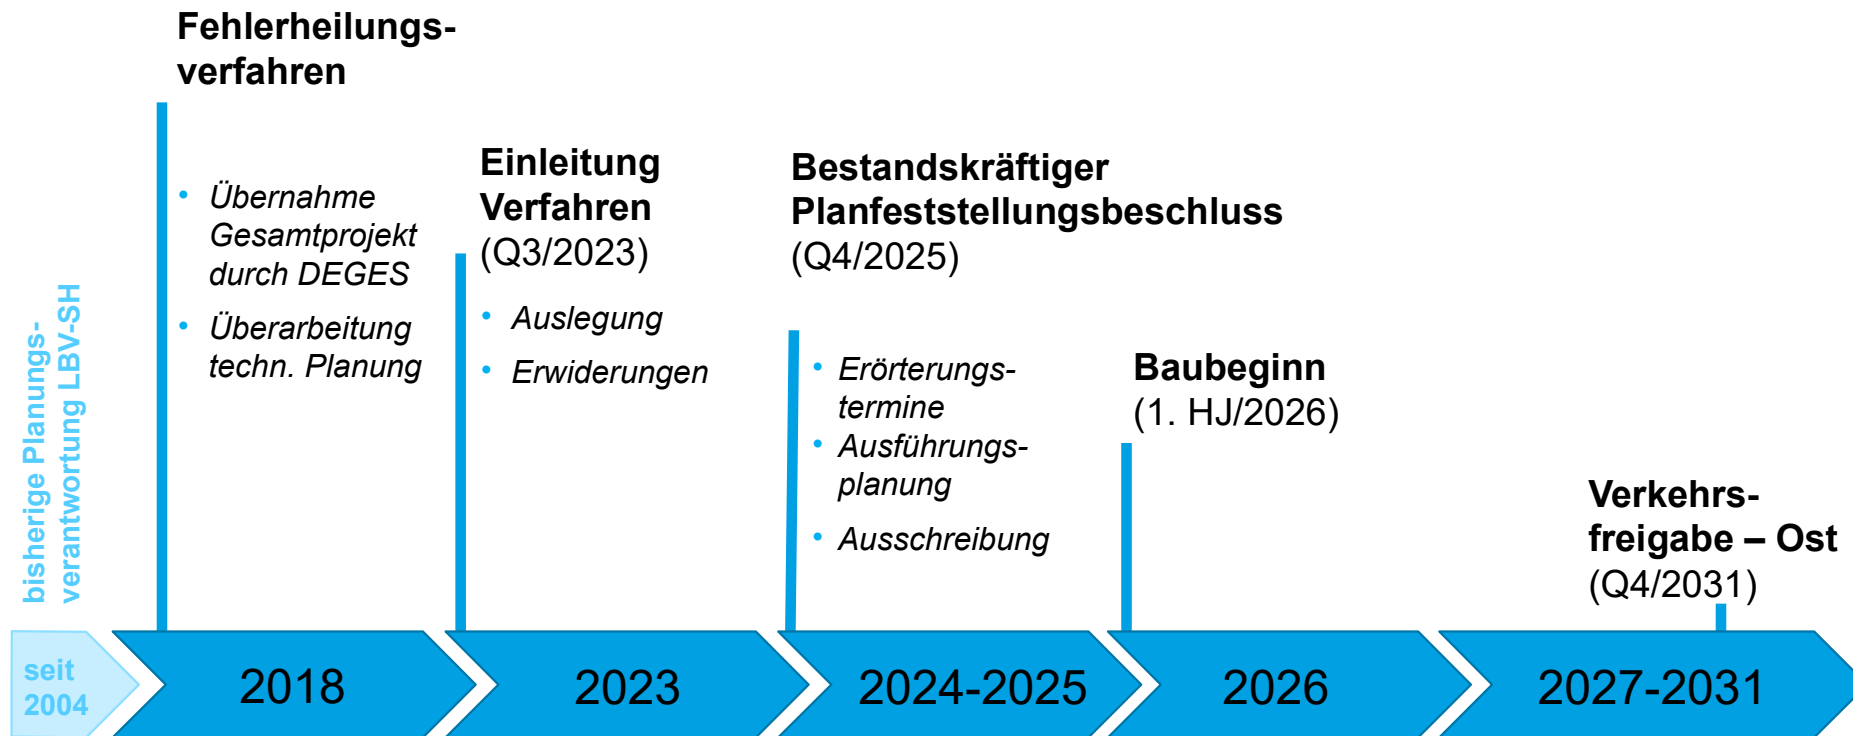 Fehlerheilungs-
verfahren
• Übernahme
Gesamtprojekt
durch DEGES
• Überarbeitung
techn. Planung
Einleitung
Verfahren
(Q3/2023)
• Auslegung
• Erwiderungen
Bestandskräftiger
Planfeststellungsbeschluss
(Q4/2025)
• Erörterungs-
termine
• Ausführungs-
planung
• Ausschreibung
Baubeginn
(1. HJ/2026)
Verkehrs-
freigabe – Ost
(Q4/2031)
bisherige Planungs-
verantwortung LBV-SH
seit
2004
2018
2023
2024-2025
2026
2027-2031